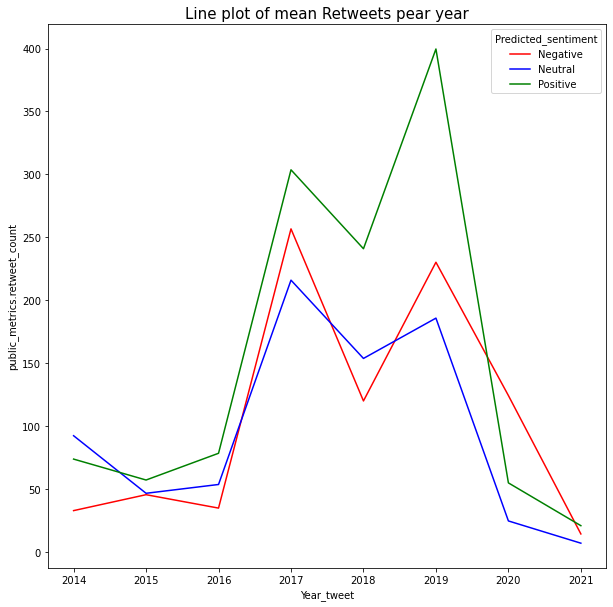 Line plot of mean Retweets pear year
Predicted_sentiment
Negative
Neutral
Positive
public_metrics.retweet_count
400
350
300
250
200
150
100
50
0
2014 2015 2016 2017 2018 2019 2020 2021
Year_tweet